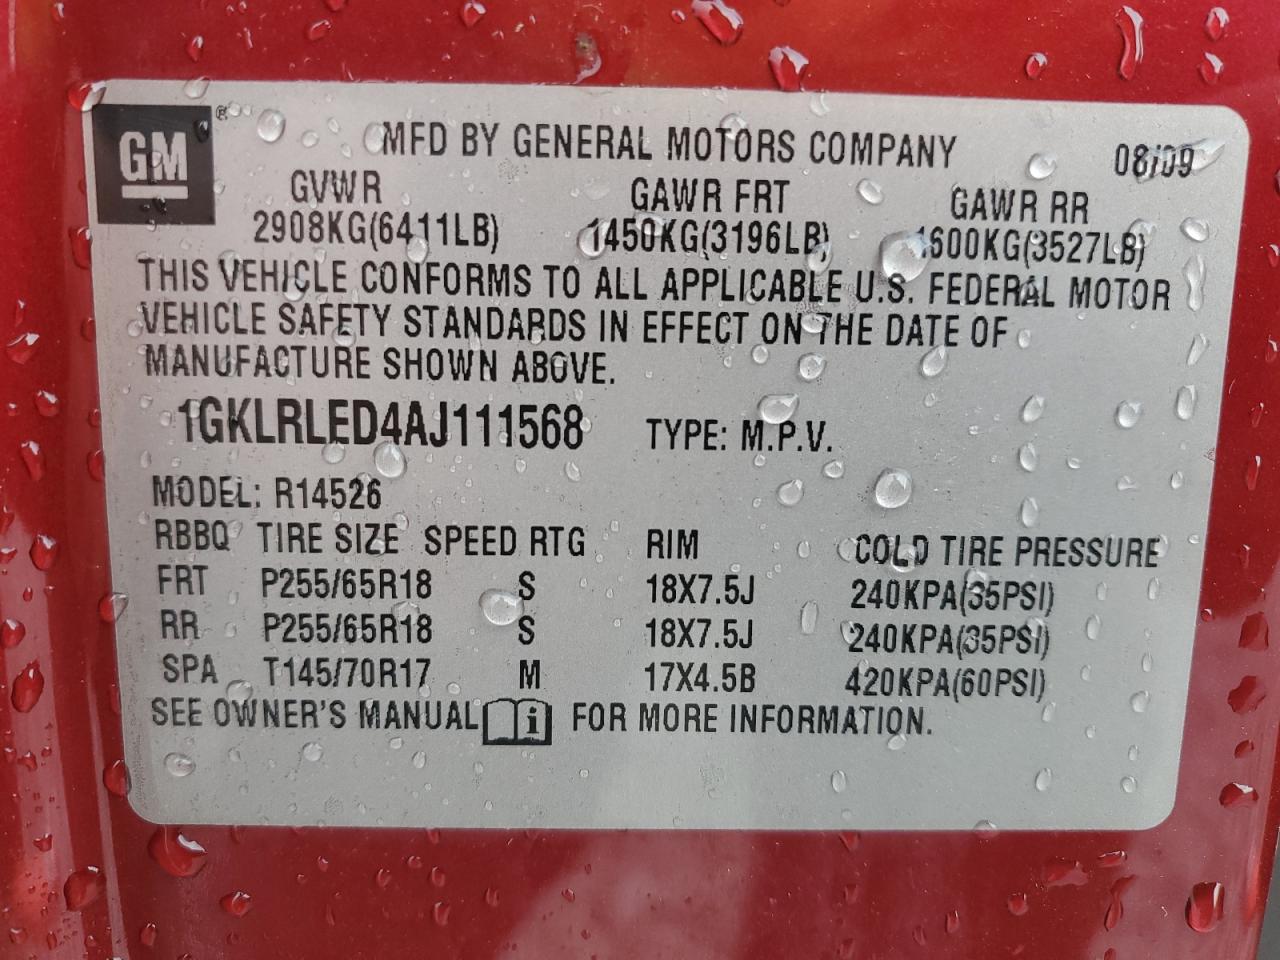 GM ®
MFD BY GENERAL MOTORS COMPANY 08/09
GVWR GAWR FRT GAWR RR
2908KG(6411LB) 1450KG(3196LB) 1600KG(3527LB)
THIS VEHICLE CONFORMS TO ALL APPLICABLE U.S. FEDERAL MOTOR
VEHICLE SAFETY STANDARDS IN EFFECT ON THE DATE OF
MANUFACTURE SHOWN ABOVE.
1GKLRLED4AJ111568 TYPE: M.P.V.
MODEL: R14526
RBBQ TIRE SIZE SPEED RTG RIM COLD TIRE PRESSURE
FRT P255/65R18 S 18X7.5J 240KPA(35PSI)
RR P255/65R18 S 18X7.5J 240KPA(35PSI)
SPA T145/70R17 M 17X4.5B 420KPA(60PSI)
SEE OWNER'S MANUAL i FOR MORE INFORMATION.